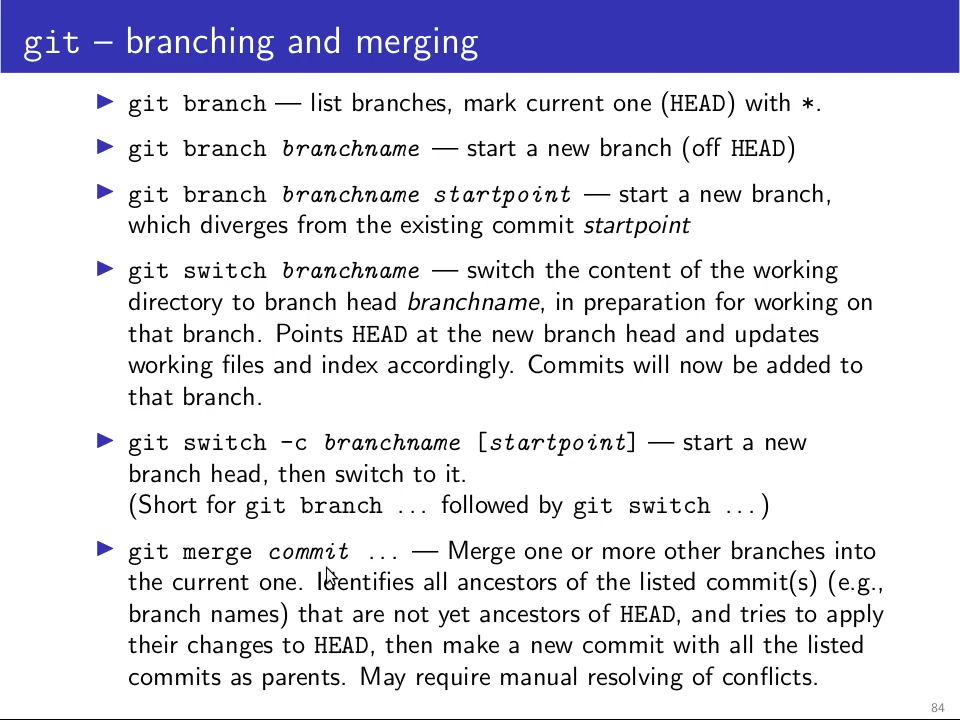 git – branching and merging
git branch — list branches, mark current one (HEAD) with *.
git branch branchname — start a new branch (off HEAD)
git branch branchname startpoint — start a new branch,
which diverges from the existing commit startpoint
git switch branchname — switch the content of the working
directory to branch head branchname, in preparation for working on
that branch. Points HEAD at the new branch head and updates
working files and index accordingly. Commits will now be added to
that branch.
git switch -c branchname [startpoint] — start a new
branch head, then switch to it.
(Short for git branch ... followed by git switch ...)
git merge commit ... — Merge one or more other branches into
the current one. Identifies all ancestors of the listed commit(s) (e.g.,
branch names) that are not yet ancestors of HEAD, and tries to apply
their changes to HEAD, then make a new commit with all the listed
commits as parents. May require manual resolving of conflicts.
84